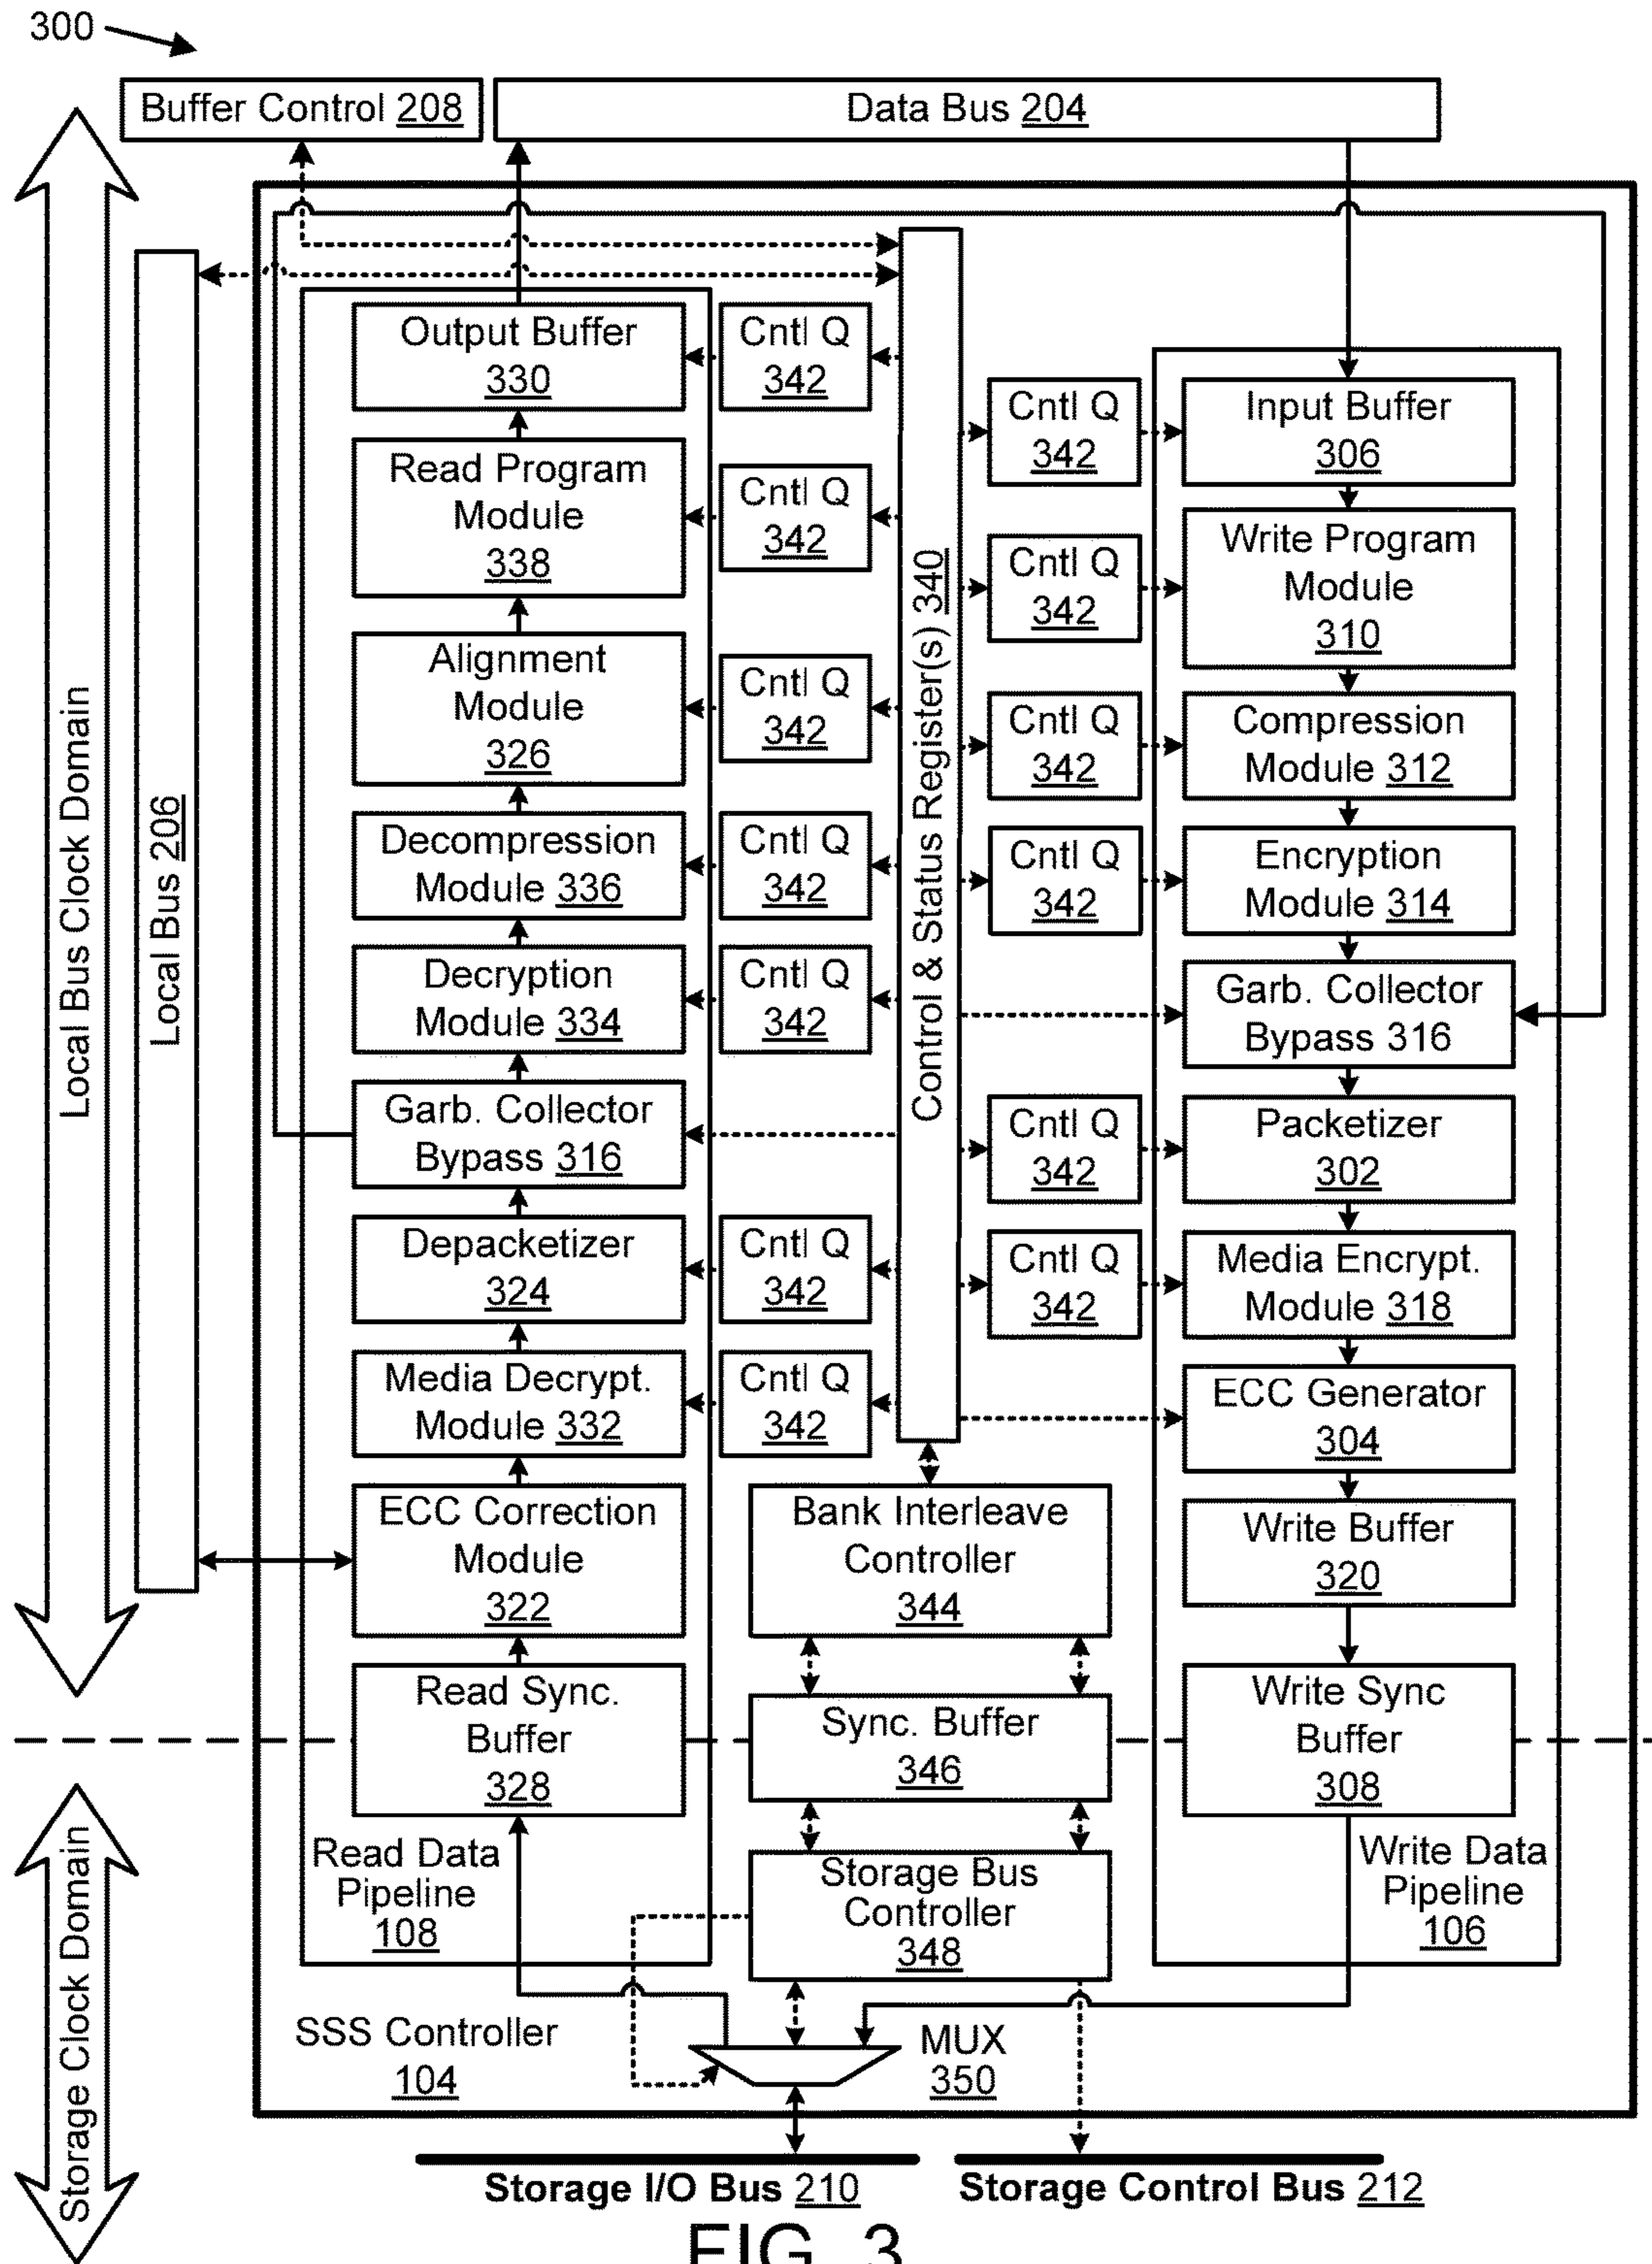 300
Buffer Control 208
Data Bus 204
Local Bus Clock Domain
Local Bus 206
Output Buffer
330
Read Program
Module
338
Alignment
Module
326
Decompression
Module 336
Decryption
Module 334
Garb. Collector
Bypass 316
Depacketizer
324
Media Decrypt.
Module 332
ECC Correction
Module
322
Read Sync.
Buffer
328
Read Data
Pipeline
108
Cntl Q
342
Cntl Q
342
Cntl Q
342
Cntl Q
342
Cntl Q
342
Cntl Q
342
Cntl Q
342
Control & Status Register(s) 340
Cntl Q
342
Cntl Q
342
Cntl Q
342
Cntl Q
342
Cntl Q
342
Cntl Q
342
Input Buffer
306
Write Program
Module
310
Compression
Module 312
Encryption
Module 314
Garb. Collector
Bypass 316
Packetizer
302
Media Encrypt.
Module 318
ECC Generator
304
Write Buffer
320
Write Sync
Buffer
308
Write Data
Pipeline
106
Bank Interleave
Controller
344
Sync. Buffer
346
Storage Bus
Controller
348
Storage Clock Domain
SSS Controller
104
MUX
350
Storage I/O Bus 210
Storage Control Bus 212
FIG. 3